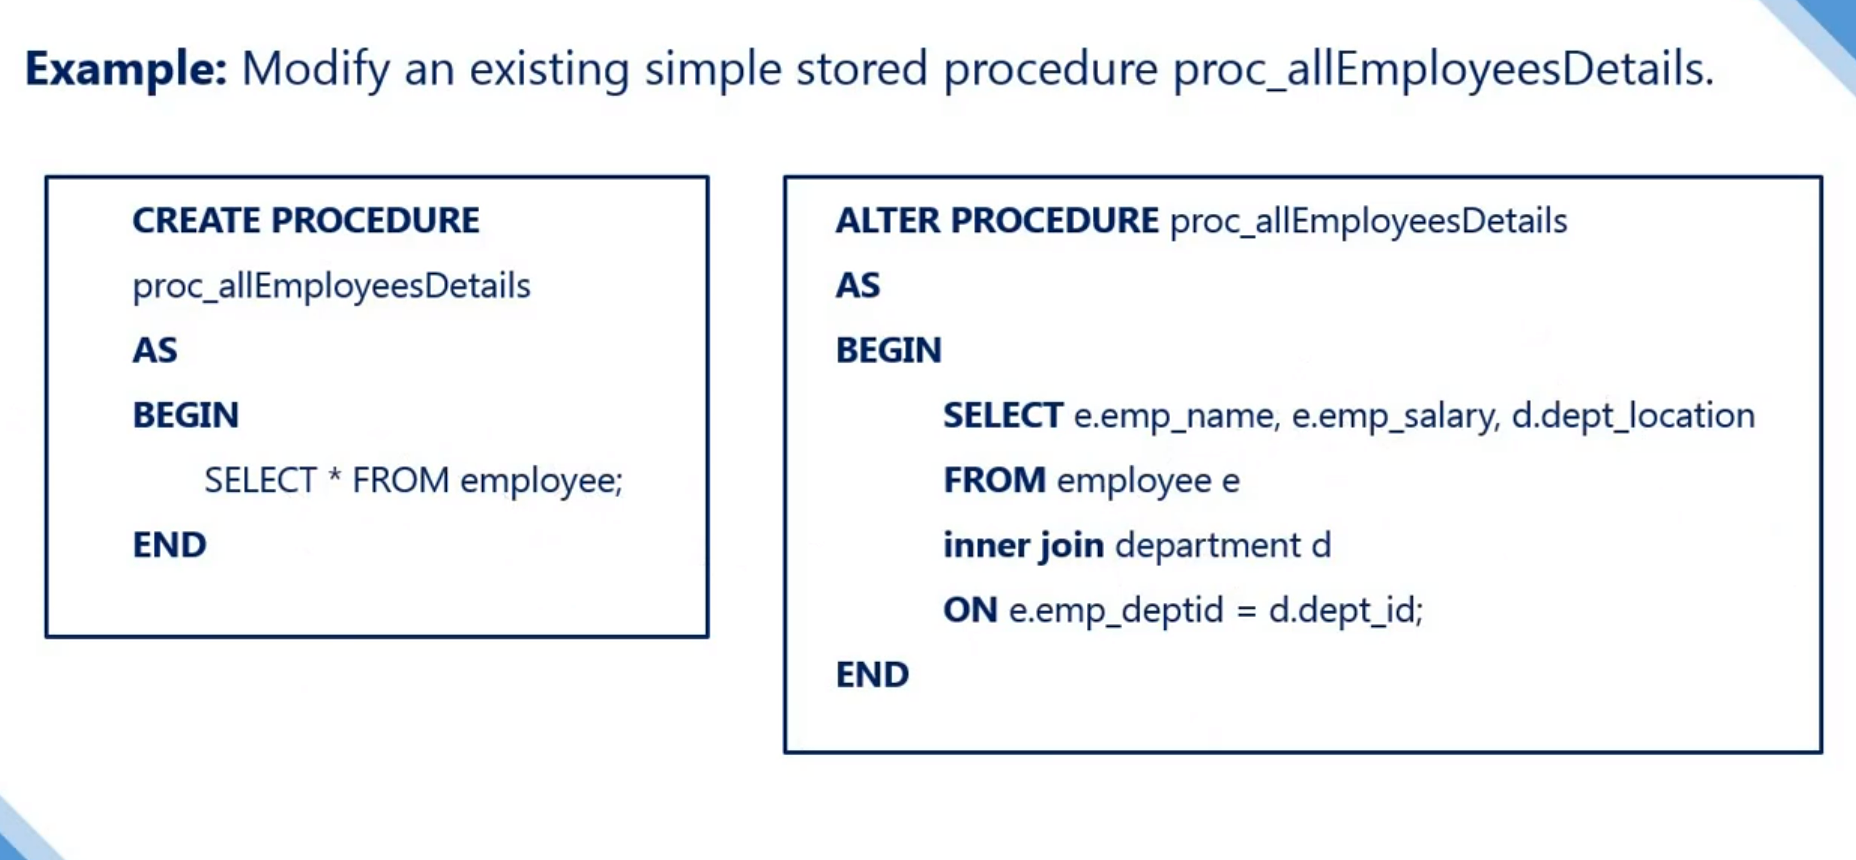 Example: Modify an existing simple stored procedure proc_allEmployeesDetails.
CREATE PROCEDURE
proc_allEmployeesDetails
AS
BEGIN
SELECT * FROM employee;
END
ALTER PROCEDURE proc_allEmployeesDetails
AS
BEGIN
SELECT e.emp_name, e.emp_salary, d.dept_location
FROM employee e
inner join department d
ON e.emp_deptid = d.dept_id;
END